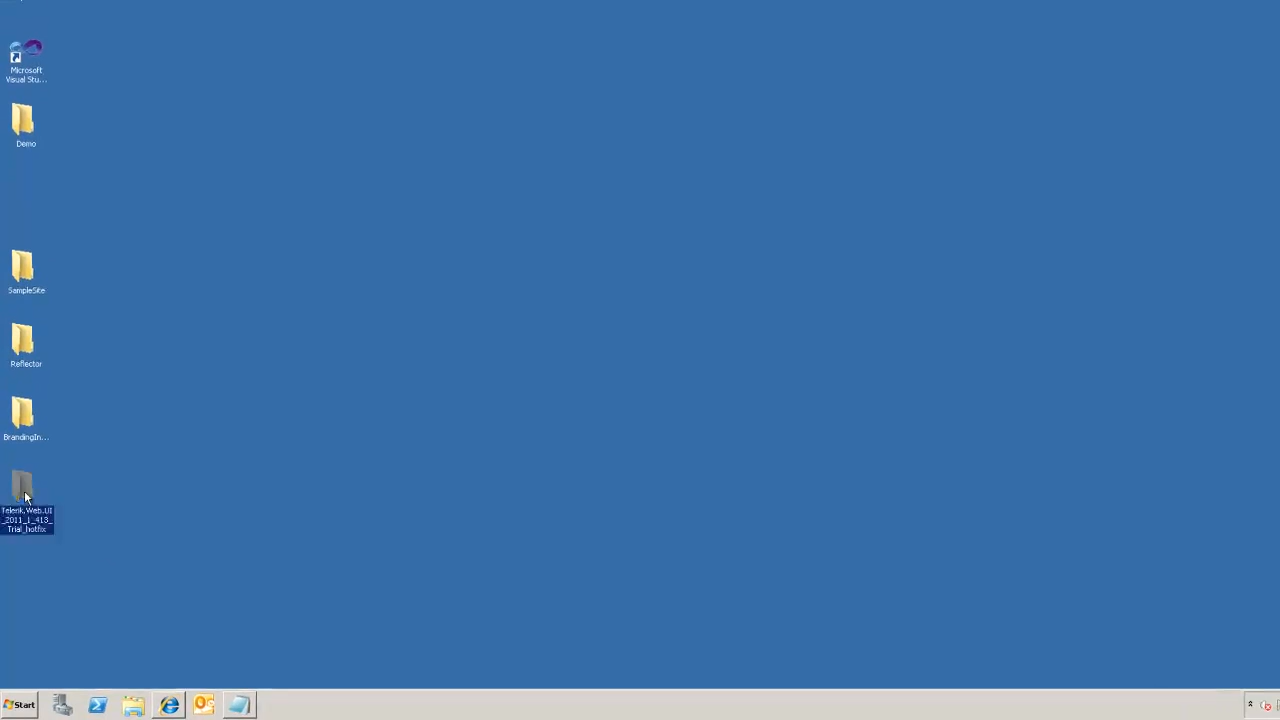 Microsoft
Visual Stu...
Demo
SampleSite
Reflector
BrandingIn...
Telerik.Web.UI
_2011_1_413_
Trial_hotfix
Start